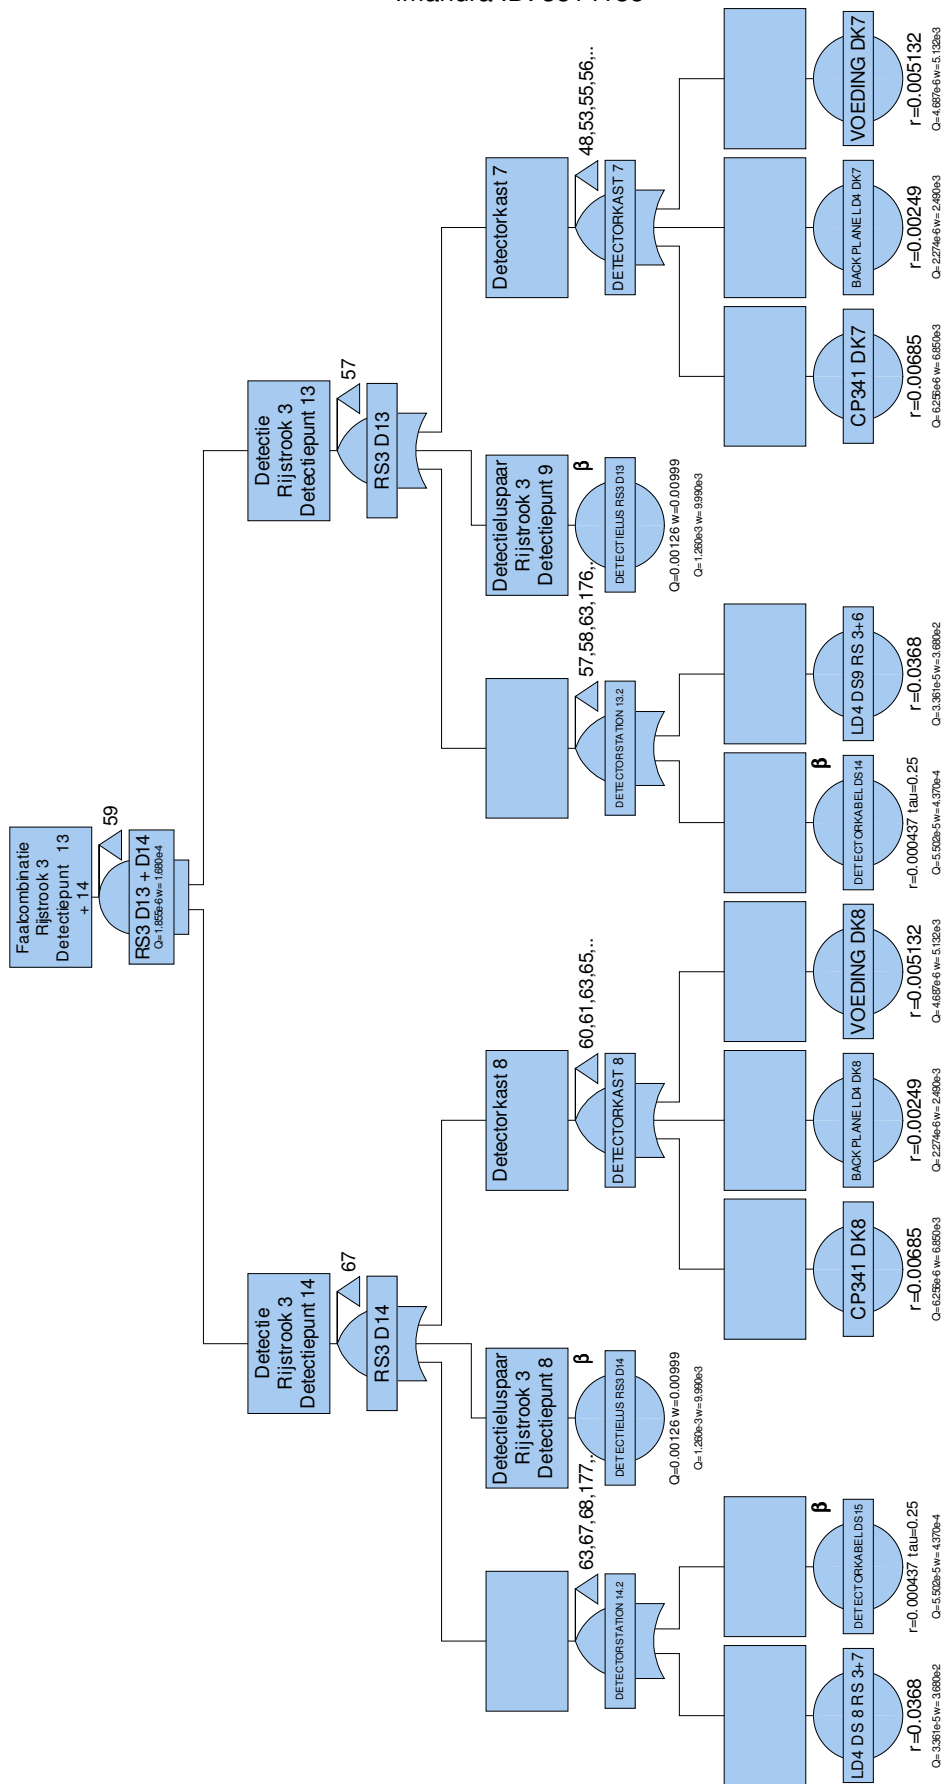 Faalcombinatie
Rijstrook 3
Detectiepunt 13
+ 14
59
RS3 D13 + D14
Q=1.855e-6 w= 1.680e-4
Detectie
Rijstrook 3
Detectiepunt 14
67
RS3 D14
Detectie
Rijstrook 3
Detectiepunt 13
57
RS3 D13
63,67,68,177,..
DETECTORSTATION 14.2
Detectieluspaar
Rijstrook 3
Detectiepunt 8
β
DETECTIELUS RS3 D14
Q=0.00126 w=0.00999
Q=1.260e-3 w=9.990e-3
Detectorkast 8
60,61,63,65,..
DETECTORKAST 8
57,58,63,176,..
DETECTORSTATION 13.2
Detectieluspaar
Rijstrook 3
Detectiepunt 9
β
DETECTIELUS RS3 D13
Q=0.00126 w=0.00999
Q=1.260e-3 w= 9.990e-3
Detectorkast 7
48,53,55,56,..
DETECTORKAST 7
LD4 DS 8 RS 3+7
r=0.0368
Q=3.361e-5 w=3.680e-2
β
DETECTORKABEL DS15
r=0.000437 tau=0.25
Q=5.502e-5 w=4.370e-4
CP341 DK8
r=0.00685
Q=6.256e-6 w= 6.850e-3
BACK PLANE LD4 DK8
r=0.00249
Q=2.274e-6 w=2.490e-3
VOEDING DK8
r=0.005132
Q=4.687e-6 w= 5.132e-3
β
DETECTORKABEL DS14
r=0.000437 tau=0.25
Q=5.502e-5 w=4.370e-4
LD4 DS9 RS 3+6
r=0.0368
Q=3.361e-5 w=3.680e-2
CP341 DK7
r=0.00685
Q=6.256e-6 w= 6.850e-3
BACK PLANE LD4 DK7
r=0.00249
Q=2.274e-6 w=2.490e-3
VOEDING DK7
r=0.005132
Q=4.687e-6 w= 5.132e-3